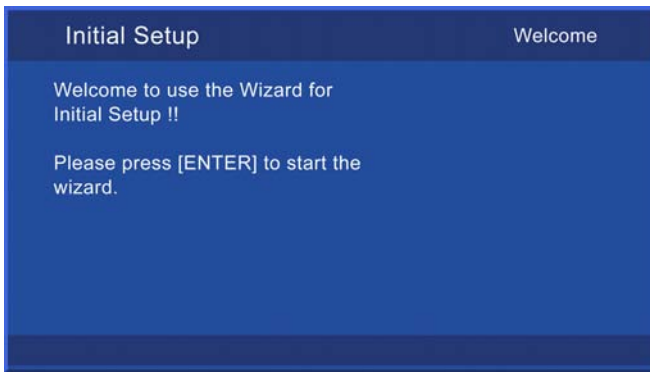 Initial Setup
Welcome
Welcome to use the Wizard for
Initial Setup !!
Please press [ENTER] to start the
wizard.